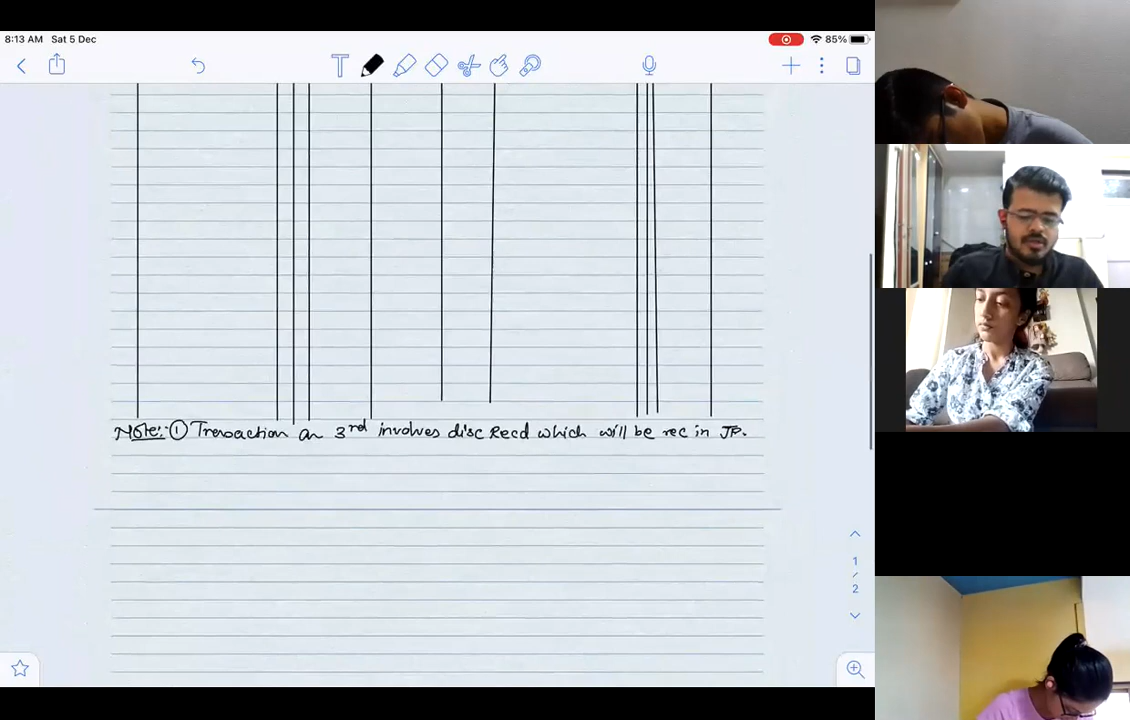 8:13 AM Sat 5 Dec
85%
Note:- ① Transaction on 3rd involves disc Recd which will be rec in JP.
1
/
2